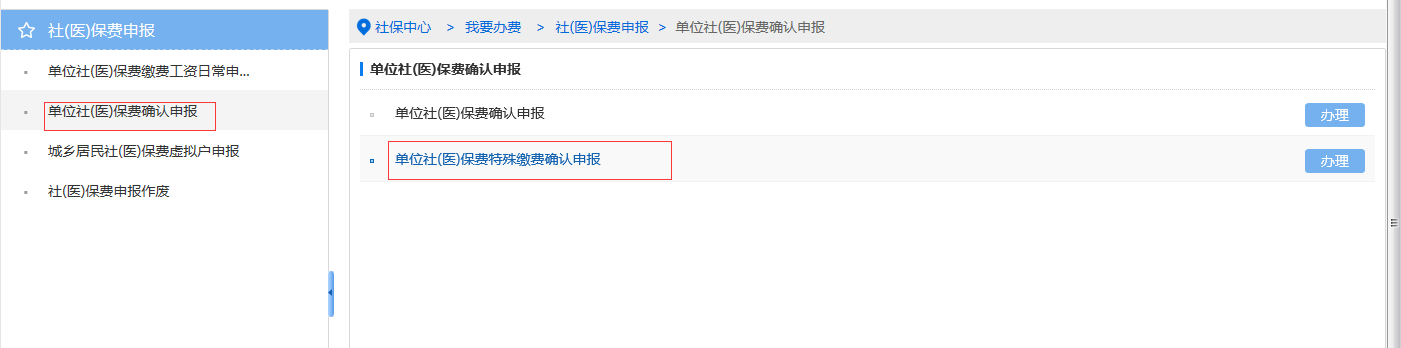 社(医)保费申报
单位社(医)保费缴费工资日常申...
单位社(医)保费确认申报
城乡居民社(医)保费虚拟户申报
社(医)保费申报作废
社保中心 > 我要办费 > 社(医)保费申报 > 单位社(医)保费确认申报
单位社(医)保费确认申报
单位社(医)保费确认申报 办理
单位社(医)保费特殊缴费确认申报 办理